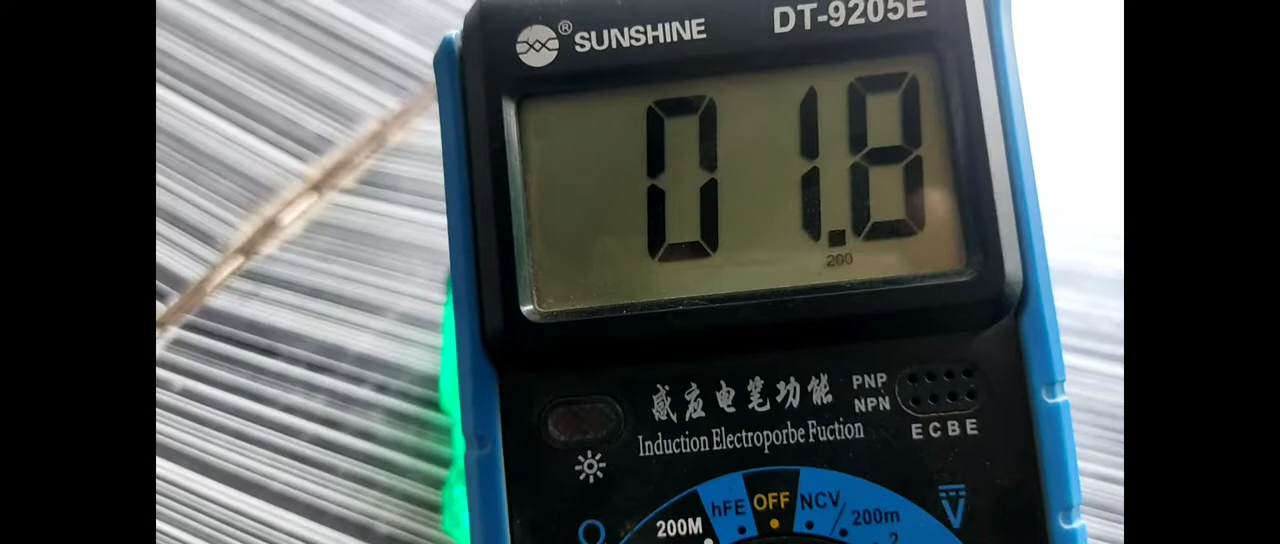 ® SUNSHINE DT-9205E
01.8
200
感应电笔功能
Induction Electroporbe Fuction
PNP
NPN
E C B E
200M hFE OFF NCV 200m
2